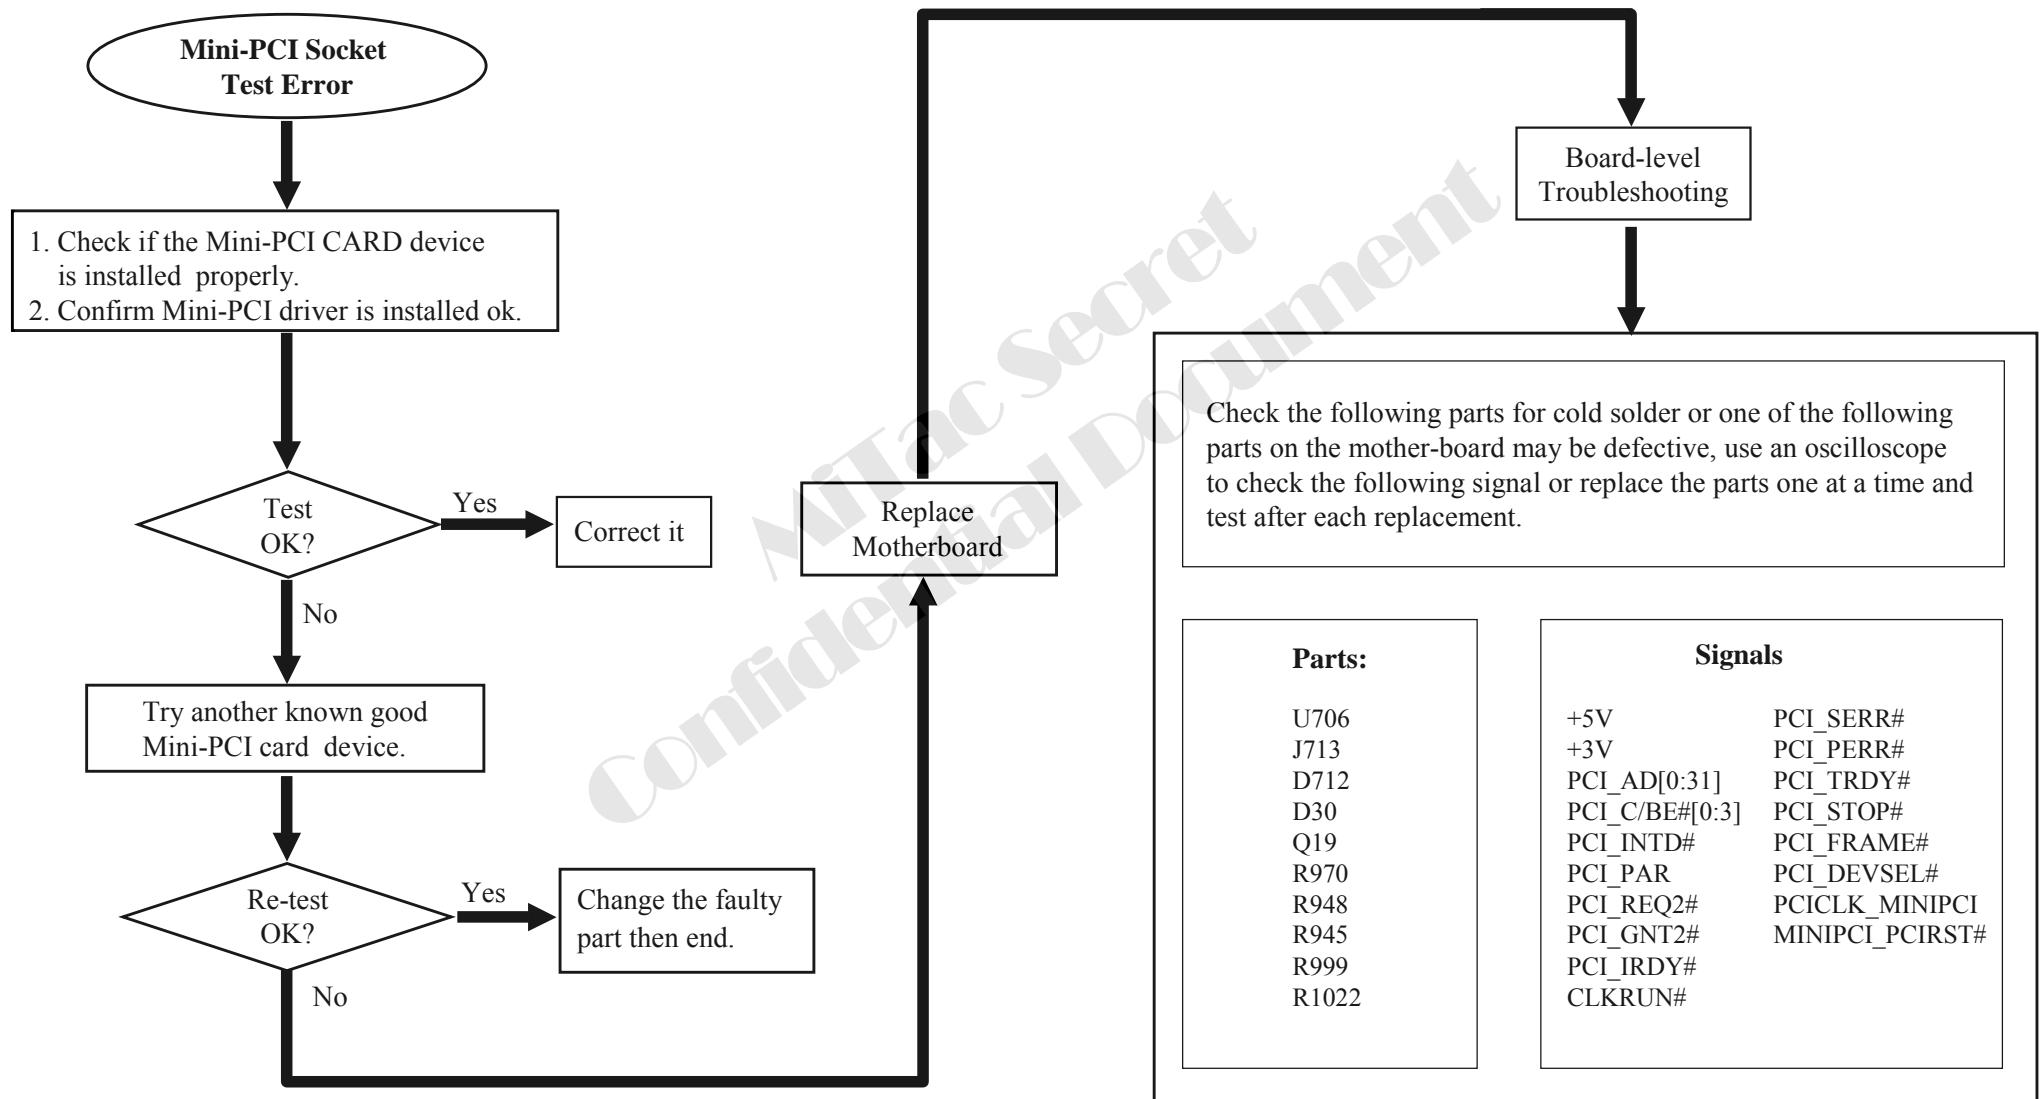 Mini-PCI Socket
Test Error
1. Check if the Mini-PCI CARD device
is installed properly.
2. Confirm Mini-PCI driver is installed ok.
Test
OK?
Yes
Correct it
No
Try another known good
Mini-PCI card device.
Re-test
OK?
Yes
Change the faulty
part then end.
No
Replace
Motherboard
Board-level
Troubleshooting
Check the following parts for cold solder or one of the following
parts on the mother-board may be defective, use an oscilloscope
to check the following signal or replace the parts one at a time and
test after each replacement.
Parts:
U706
J713
D712
D30
Q19
R970
R948
R945
R999
R1022
Signals
+5V
+3V
PCI_AD[0:31]
PCI_C/BE#[0:3]
PCI_INTD#
PCI_PAR
PCI_REQ2#
PCI_GNT2#
PCI_IRDY#
CLKRUN#
PCI_SERR#
PCI_PERR#
PCI_TRDY#
PCI_STOP#
PCI_FRAME#
PCI_DEVSEL#
PCICLK_MINIPCI
MINIPCI_PCIRST#
MiTac Secret
Confidential Document